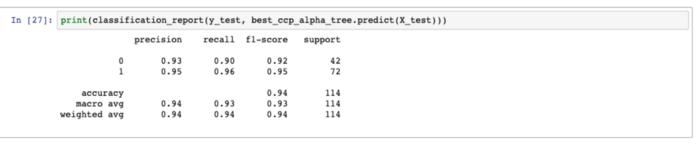 In [27]: print(classification_report(y_test, best_ccp_alpha_tree.predict(X_test)))
precision recall f1-score support
0 0.93 0.90 0.92 42
1 0.95 0.96 0.95 72
accuracy 0.94 114
macro avg 0.94 0.93 0.93 114
weighted avg 0.94 0.94 0.94 114